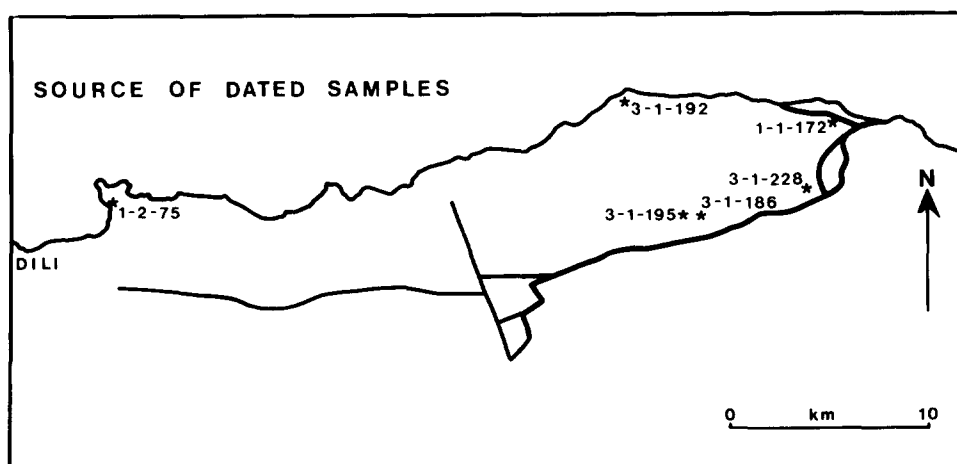 SOURCE OF DATED SAMPLES
*3-1-192
1-1-172*
3-1-228*
N
*1-2-75
3-1-186
3-1-195* *
DILI
0 km 10